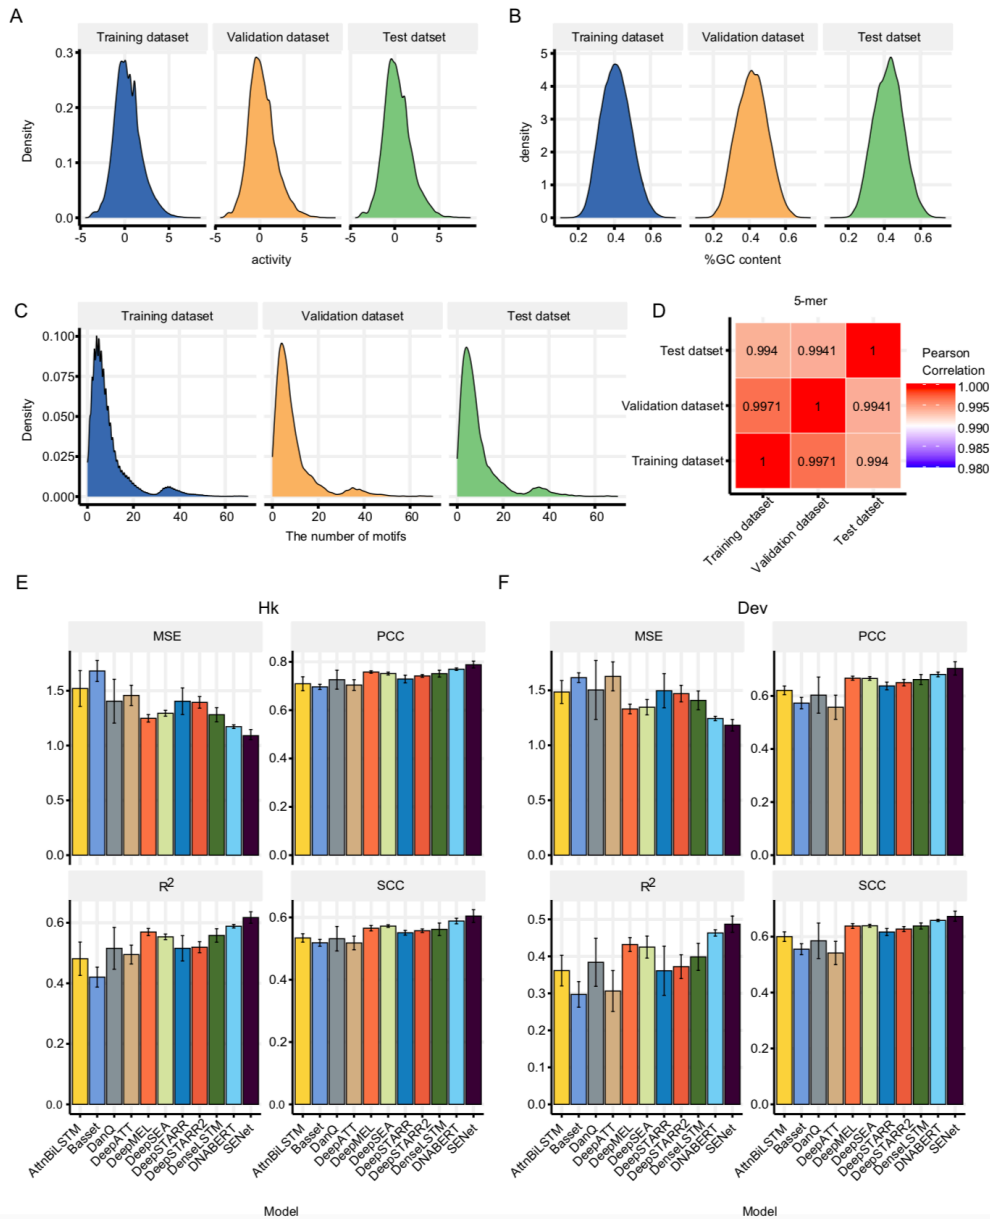 A
Training dataset Validation dataset Test datset
0.3
0.2
0.1
0.0
Density
-5 0 5 -5 0 5 -5 0 5
activity
B
Training dataset Validation dataset Test datset
5
4
3
2
1
0
density
0.2 0.4 0.6 0.2 0.4 0.6 0.2 0.4 0.6
%GC content
C
Training dataset Validation dataset Test datset
0.100
0.075
0.050
0.025
0.000
Density
0 20 40 60 0 20 40 60 0 20 40 60
The number of motifs
D
5-mer
Test datset 0.994 0.9941 1
Validation dataset 0.9971 1 0.9941
Training dataset 1 0.9971 0.994
Training dataset Validation dataset Test datset
Pearson
Correlation
1.000
0.995
0.990
0.985
0.980
E
Hk
MSE PCC
1.5
1.0
0.5
0.0
0.8
0.6
0.4
0.2
0.0
R2 SCC
0.6
0.4
0.2
0.0
0.6
0.4
0.2
0.0
AttnBiLSTM Basset DanQ DeepATT DeepMEL DeepSEA DeepSTARR DeepSTARR2 DenseLSTM DNABERT SENet
AttnBiLSTM Basset DanQ DeepATT DeepMEL DeepSEA DeepSTARR DeepSTARR2 DenseLSTM DNABERT SENet
Model
F
Dev
MSE PCC
1.5
1.0
0.5
0.0
0.6
0.4
0.2
0.0
R2 SCC
0.5
0.4
0.3
0.2
0.1
0.0
0.6
0.4
0.2
0.0
AttnBiLSTM Basset DanQ DeepATT DeepMEL DeepSEA DeepSTARR DeepSTARR2 DenseLSTM DNABERT SENet
AttnBiLSTM Basset DanQ DeepATT DeepMEL DeepSEA DeepSTARR DeepSTARR2 DenseLSTM DNABERT SENet
Model